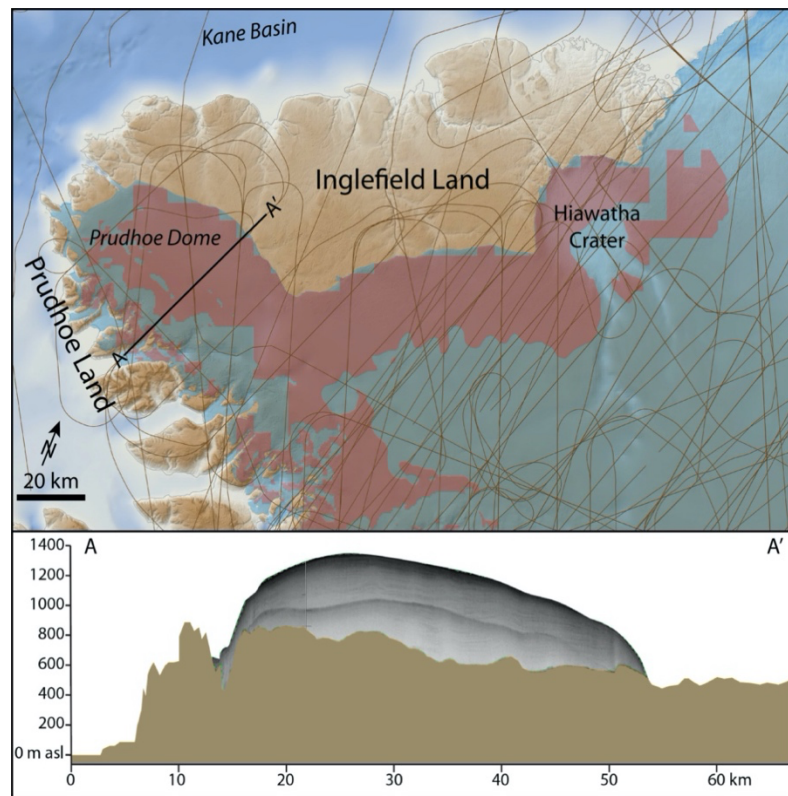 Kane Basin
Inglefield Land
Hiawatha
Crater
Prudhoe Dome
A'
Prudhoe Land
A
N
20 km
A
A'
1400
1200
1000
800
600
400
200
0 m asl
0
10
20
30
40
50
60 km